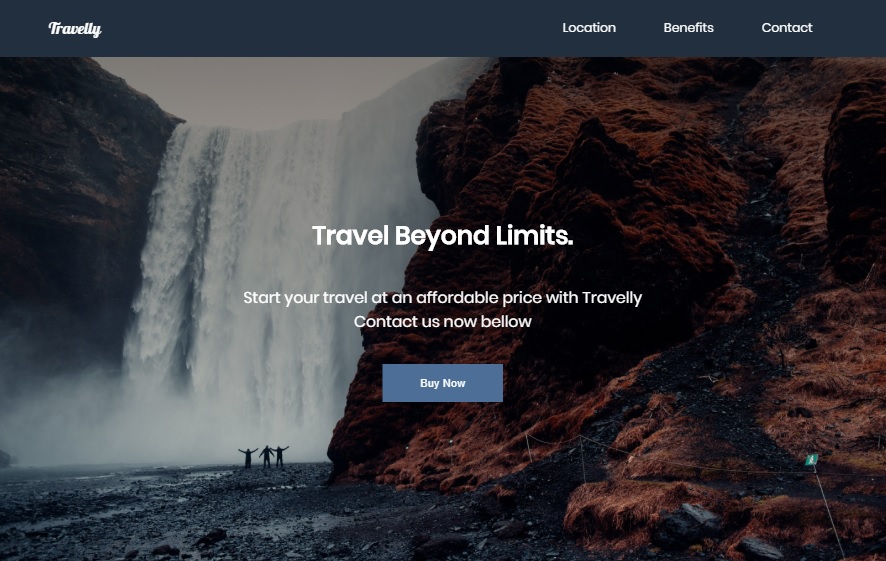 Travelly
Location
Benefits
Contact
Travel Beyond Limits.
Start your travel at an affordable price with Travelly
Contact us now bellow
Buy Now